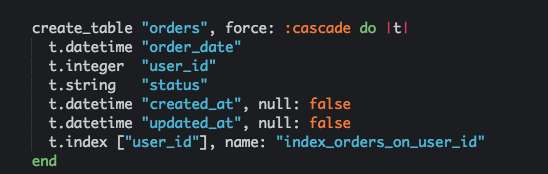 create_table "orders", force: :cascade do |t|
  t.datetime "order_date"
  t.integer  "user_id"
  t.string   "status"
  t.datetime "created_at", null: false
  t.datetime "updated_at", null: false
  t.index ["user_id"], name: "index_orders_on_user_id"
end